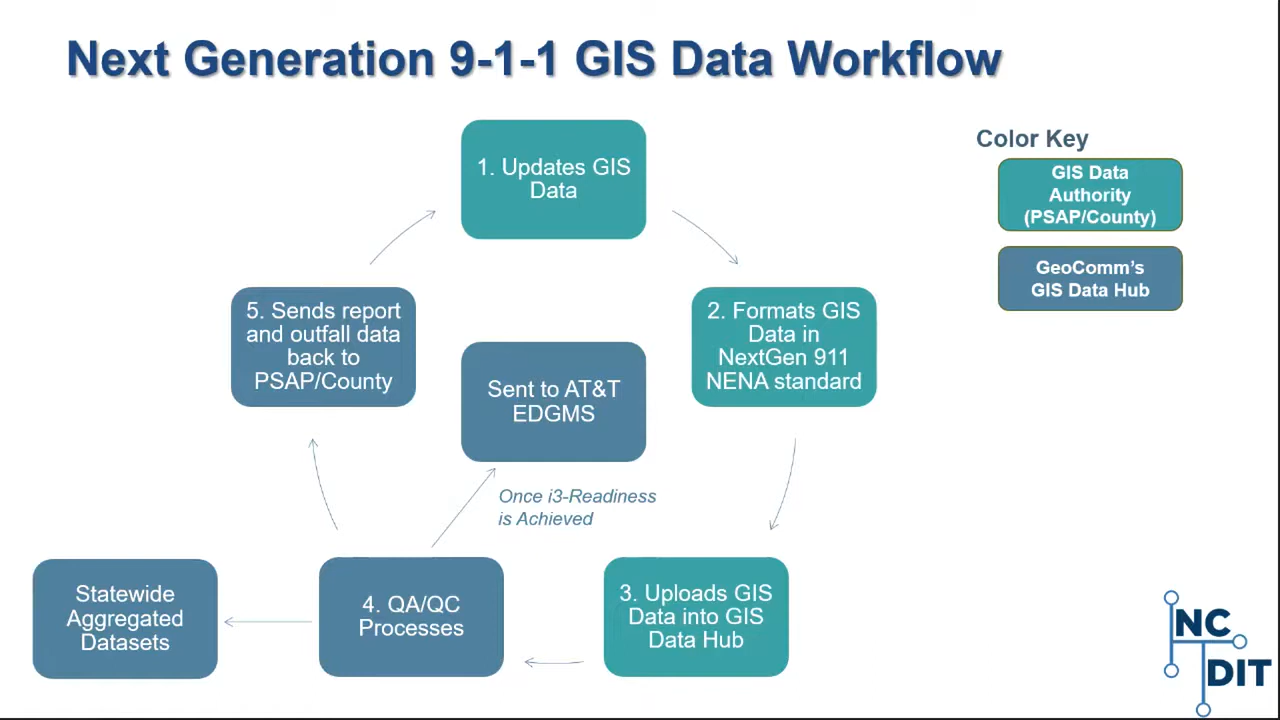 Next Generation 9-1-1 GIS Data Workflow
Color Key
GIS Data
Authority
(PSAP/County)
GeoComm's
GIS Data Hub
1. Updates GIS
Data
2. Formats GIS
Data in
NextGen 911
NENA standard
3. Uploads GIS
Data into GIS
Data Hub
4. QA/QC
Processes
5. Sends report
and outfall data
back to
PSAP/County
Sent to AT&T
EDGMS
Once i3-Readiness
is Achieved
Statewide
Aggregated
Datasets
NC
DIT